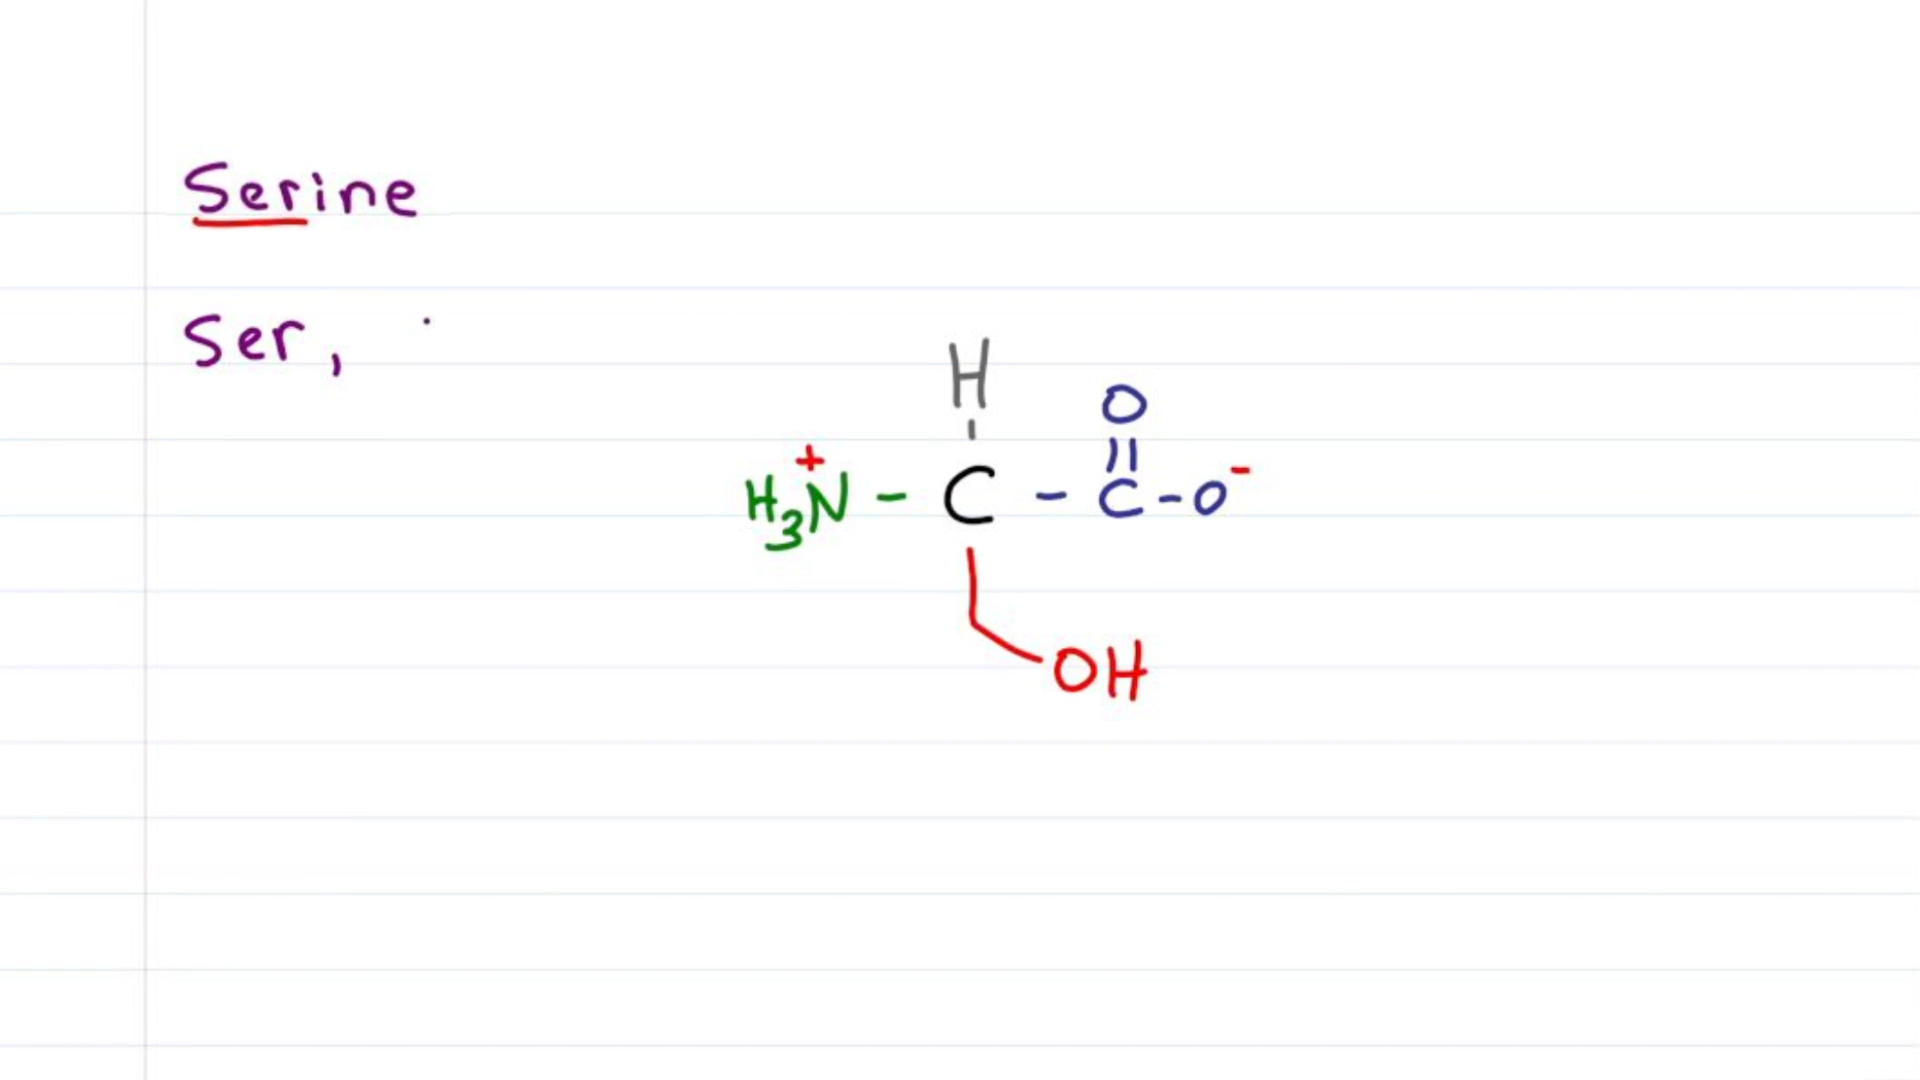 Serine
Ser,
H
O
H₃N⁺ - C - C - O⁻
OH